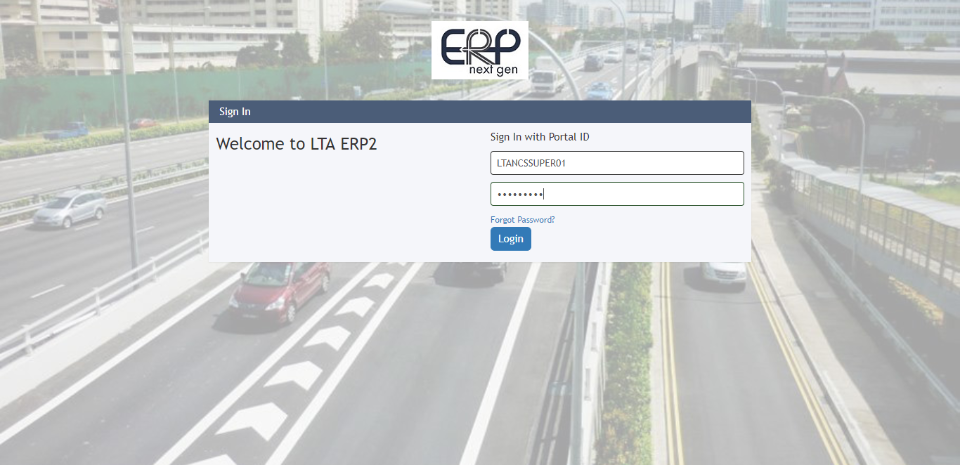 ERP
next gen
Sign In
Welcome to LTA ERP2
Sign In with Portal ID
LTANCSSUPER01
•••••••••
Forgot Password?
Login